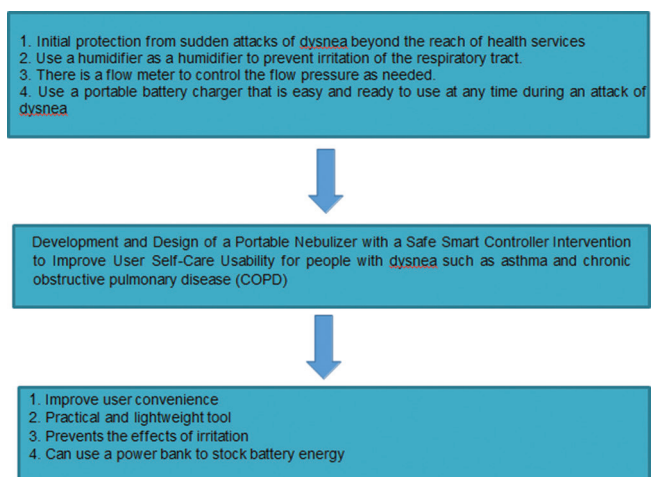 1. Initial protection from sudden attacks of dysnea beyond the reach of health services
2. Use a humidifier as a humidifier to prevent irritation of the respiratory tract.
3. There is a flow meter to control the flow pressure as needed.
4. Use a portable battery charger that is easy and ready to use at any time during an attack of
dysnea
Development and Design of a Portable Nebulizer with a Safe Smart Controller Intervention
to Improve User Self-Care Usability for people with dysnea such as asthma and chronic
obstructive pulmonary disease (COPD)
1. Improve user convenience
2. Practical and lightweight tool
3. Prevents the effects of irritation
4. Can use a power bank to stock battery energy